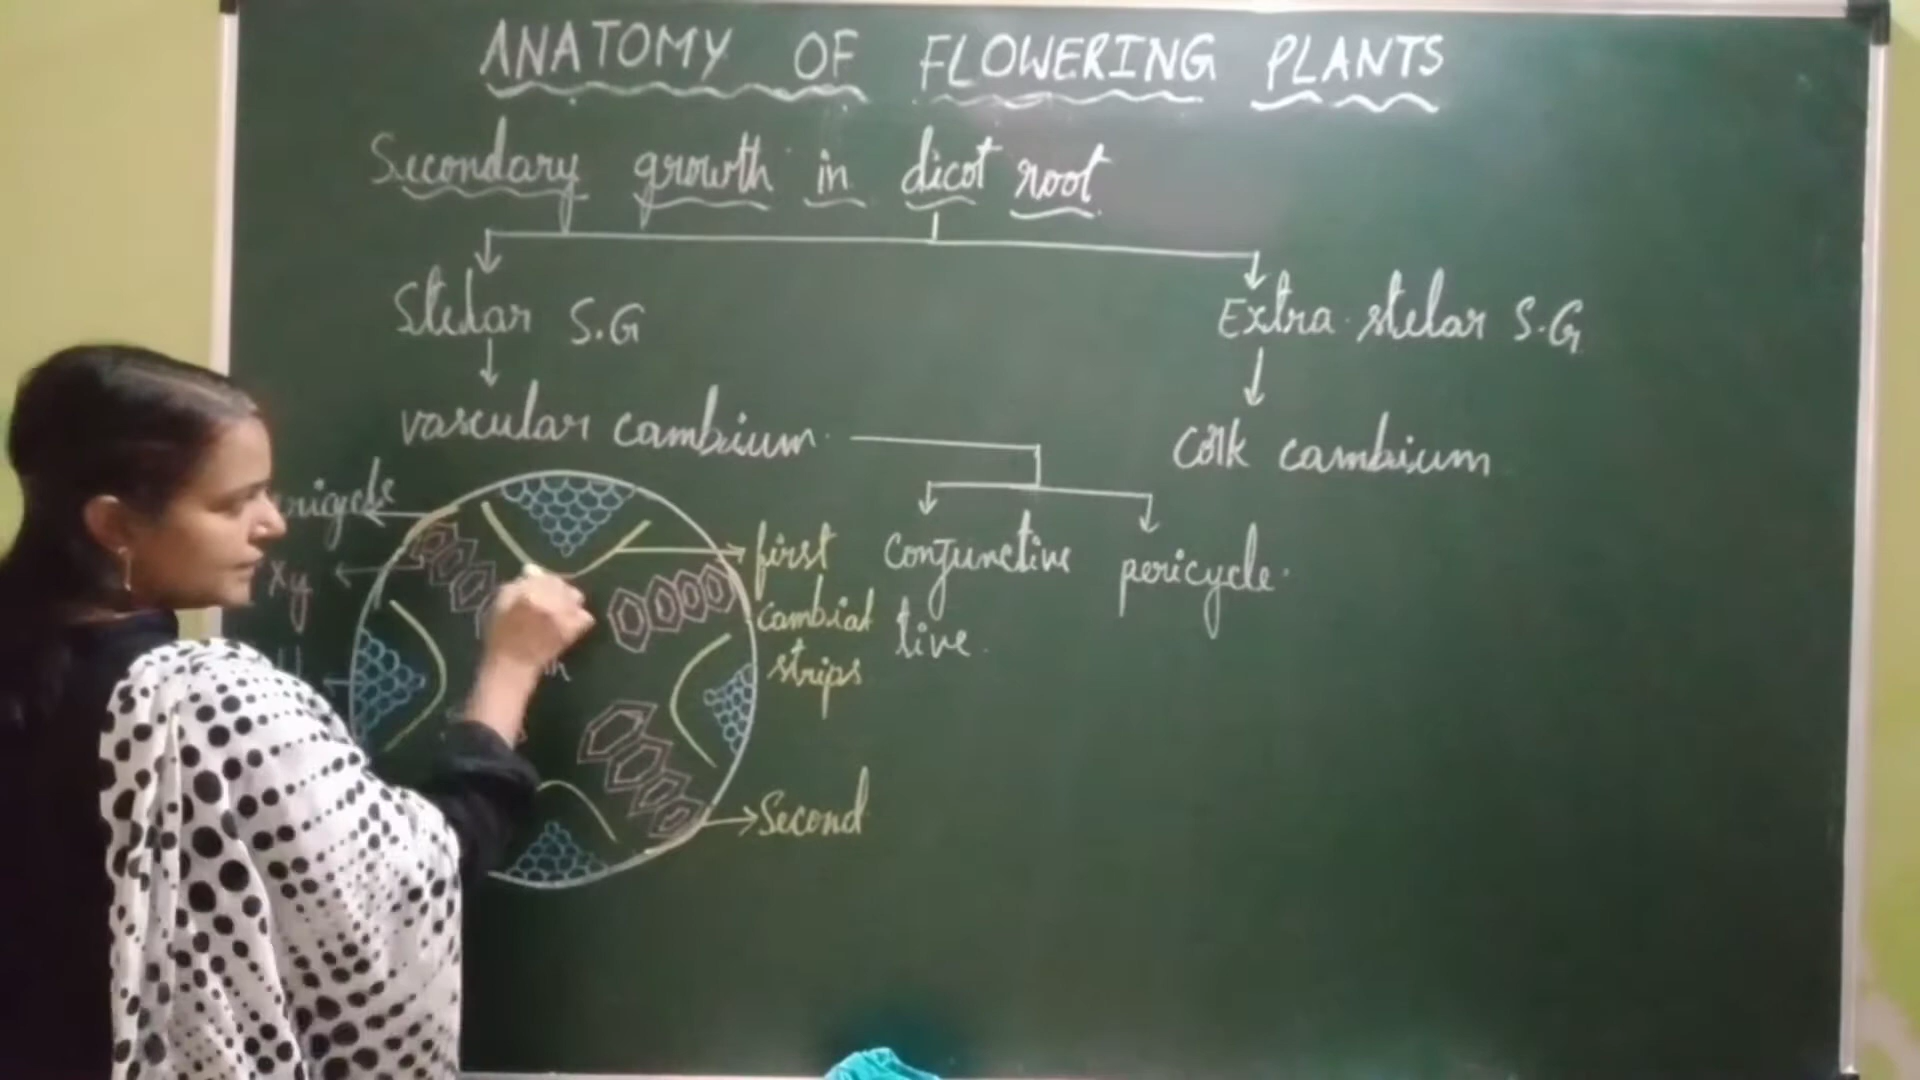 ANATOMY OF FLOWERING PLANTS
Secondary growth in dicot root
Stelar S.G
Extra stelar S.G
vascular cambium
cork cambium
conjunctive
pericycle
tive
xy
first
cambial
strips
Second